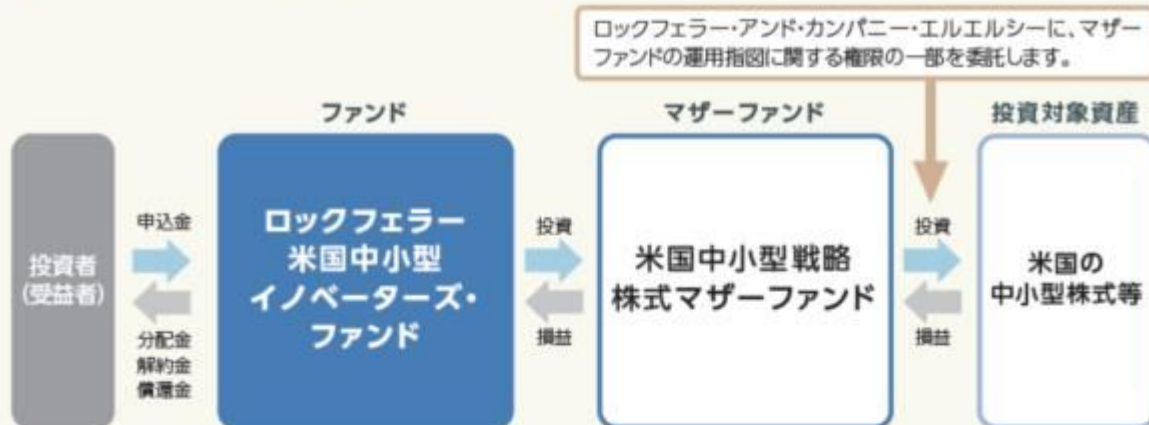 ロックフェラー・アンド・カンパニー・エルエルシーに、マザー
ファンドの運用指図に関する権限の一部を委託します。
ファンド
マザーファンド
投資対象資産
投資者
(受益者)
申込金
分配金
解約金
償還金
ロックフェラー
米国中小型
イノベーターズ・
ファンド
投資
損益
米国中小型戦略
株式マザーファンド
投資
損益
米国の
中小型株式等